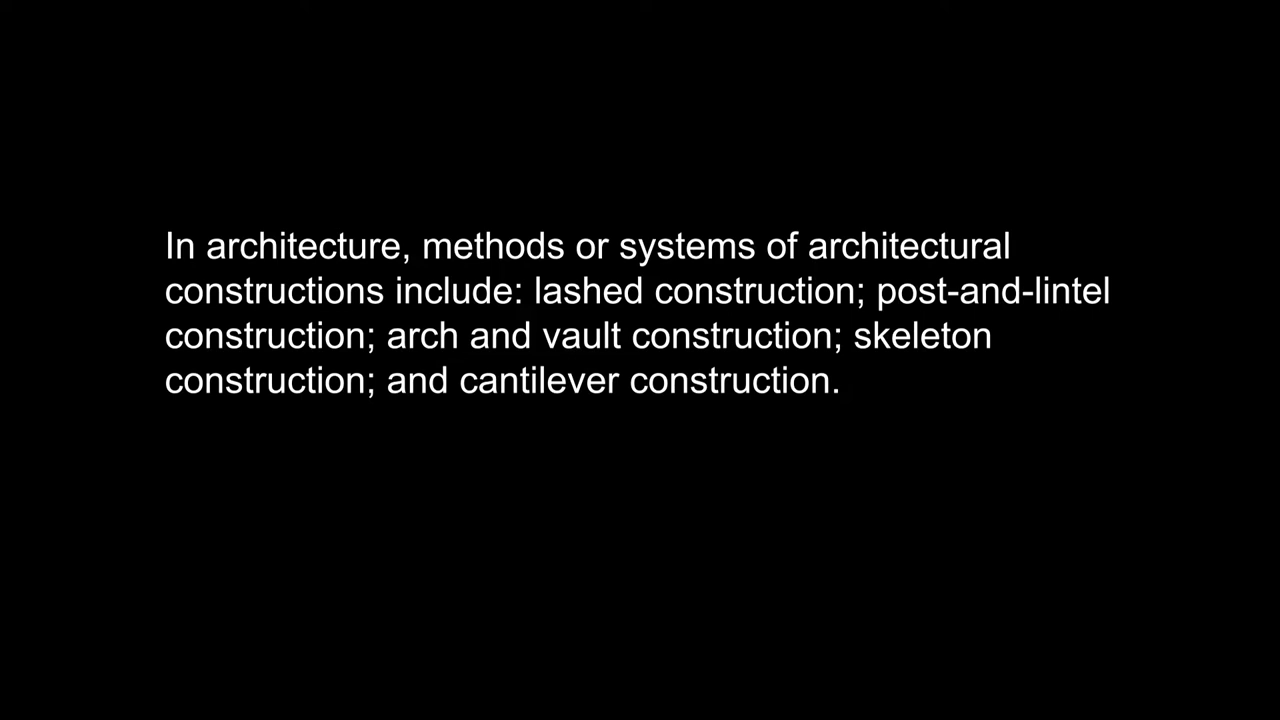 In architecture, methods or systems of architectural
constructions include: lashed construction; post-and-lintel
construction; arch and vault construction; skeleton
construction; and cantilever construction.